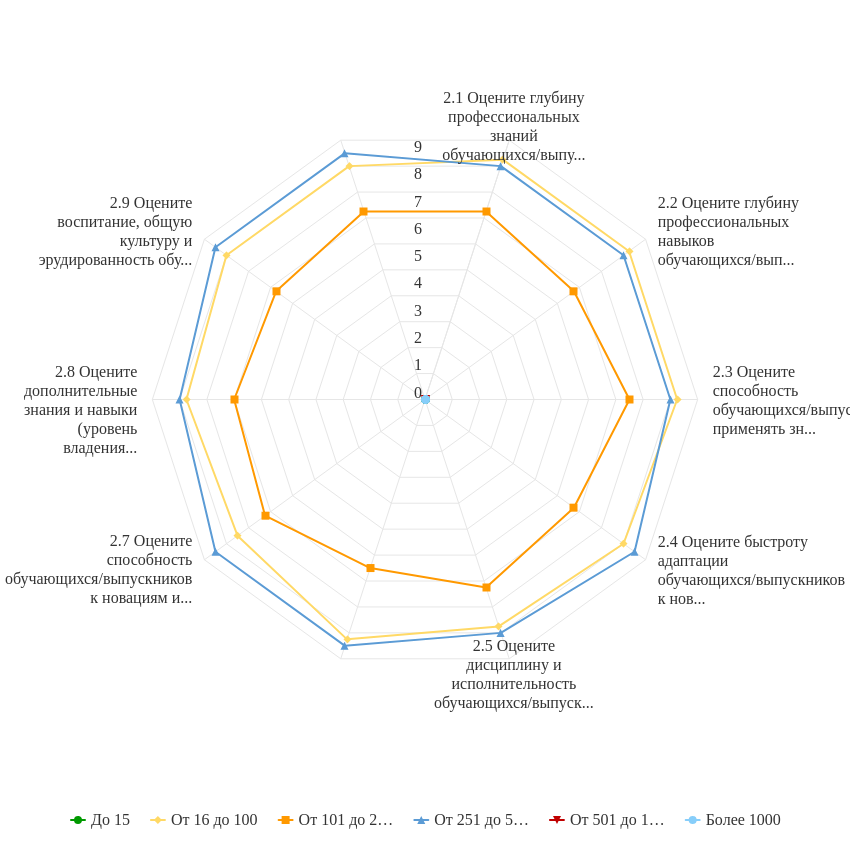 2.1 Оцените глубину
профессиональных
знаний
обучающихся/выпу...
2.2 Оцените глубину
профессиональных
навыков
обучающихся/вып...
2.3 Оцените
способность
обучающихся/выпус
применять зн...
2.4 Оцените быстроту
адаптации
обучающихся/выпускников
к нов...
2.5 Оцените
дисциплину и
исполнительность
обучающихся/выпуск...
2.7 Оцените
способность
обучающихся/выпускников
к новациям и...
2.8 Оцените
дополнительные
знания и навыки
(уровень
владения...
2.9 Оцените
воспитание, общую
культуру и
эрудированность обу...
9
8
7
6
5
4
3
2
1
0
До 15
От 16 до 100
От 101 до 2…
От 251 до 5…
От 501 до 1…
Более 1000